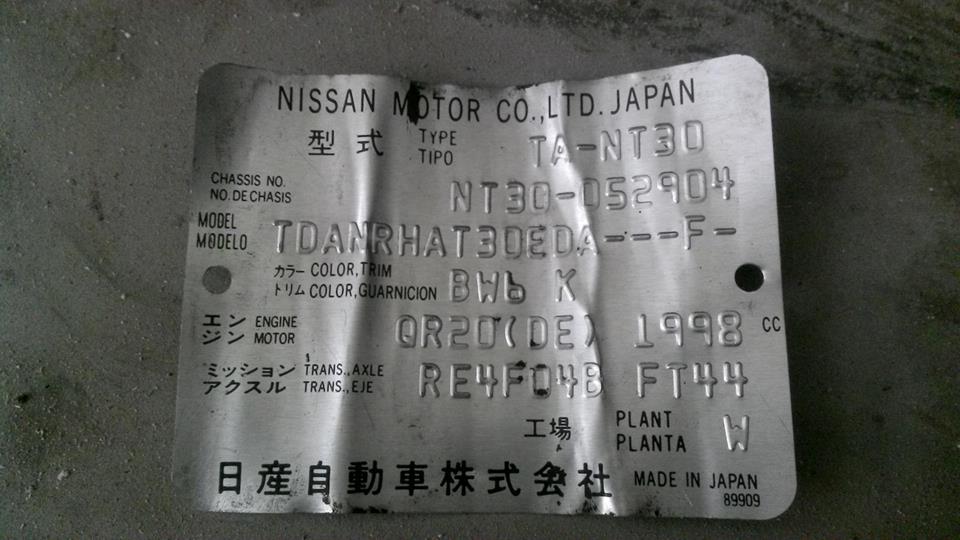 NISSAN MOTOR CO.,LTD. JAPAN
型式 TYPE TIPO TA-NT30
CHASSIS NO. NO. DE CHASIS NT30-052904
MODEL MODELO TDANRHAT30EDA---F-
カラー COLOR,TRIM
トリム COLOR,GUARNICION BW6 K
エン ENGINE
ジン MOTOR QR20(DE) 1998 CC
ミッション TRANS.,AXLE
アクスル TRANS.,EJE RE4F04B FT44
工場 PLANT PLANTA W
日産自動車株式会社 MADE IN JAPAN
89909